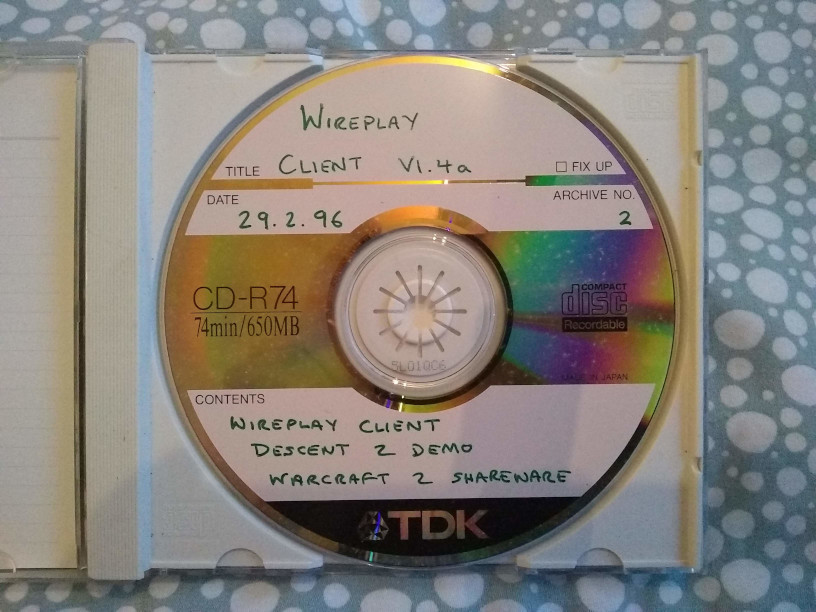 WIREPLAY
TITLE CLIENT V1.4a □ FIX UP
DATE ARCHIVE NO.
29.2.96 2
CD-R74
74min/650MB
COMPACT
disc
Recordable
5L01QC6
MADE IN JAPAN
CONTENTS
WIREPLAY CLIENT
DESCENT 2 DEMO
WARCRAFT 2 SHAREWARE
TDK